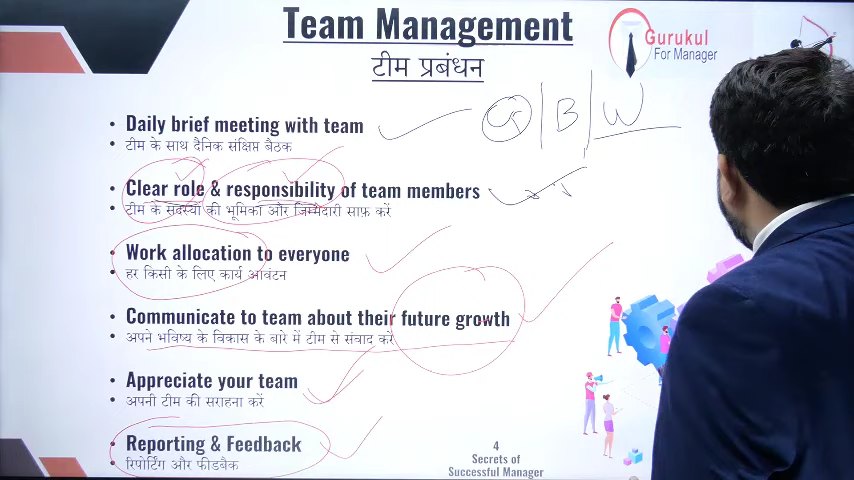 Team Management
टीम प्रबंधन
Gurukul
For Manager
G | B | W
• Daily brief meeting with team
• टीम के साथ दैनिक संक्षिप्त बैठक
• Clear role & responsibility of team members
• टीम के सदस्यों की भूमिका और जिम्मेदारी साफ़ करें
• Work allocation to everyone
• हर किसी के लिए कार्य आवंटन
• Communicate to team about their future growth
• अपने भविष्य के विकास के बारे में टीम से संवाद करें
• Appreciate your team
• अपनी टीम की सराहना करें
• Reporting & Feedback
• रिपोर्टिंग और फीडबैक
4
Secrets of
Successful Manager